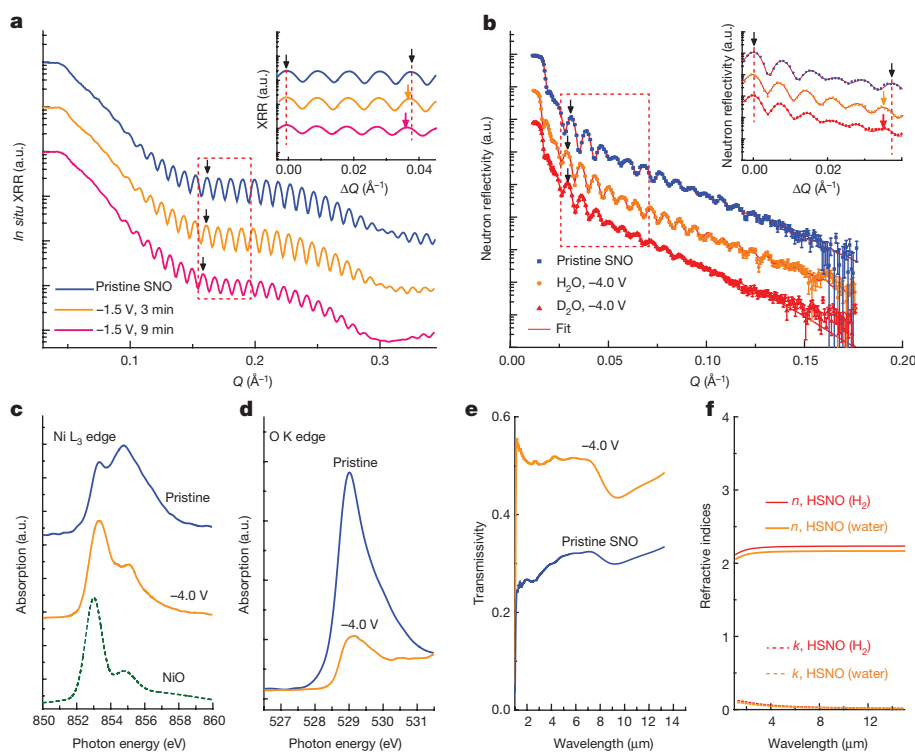 a
In situ XRR (a.u.)
XRR (a.u.)
0 0.02 0.04
ΔQ (Å⁻¹)
Pristine SNO
−1.5 V, 3 min
−1.5 V, 9 min
0.1 0.2 0.3
Q (Å⁻¹)
b
Neutron reflectivity (a.u.)
Neutron reflectivity (a.u.)
0.00 0.02
ΔQ (Å⁻¹)
Pristine SNO
H₂O, −4.0 V
D₂O, −4.0 V
Fit
0.00 0.05 0.10 0.15 0.20
Q (Å⁻¹)
c
Ni L₃ edge
Absorption (a.u.)
Pristine
−4.0 V
NiO
850 852 854 856 858 860
Photon energy (eV)
d
O K edge
Absorption (a.u.)
Pristine
−4.0 V
527 528 529 530 531
Photon energy (eV)
e
Transmissivity
0.6
0.4
0.2
0.0
−4.0 V
Pristine SNO
2 4 6 8 10 12 14
Wavelength (μm)
f
Refractive indices
4
3
2
1
0
n, HSNO (H₂)
n, HSNO (water)
k, HSNO (H₂)
k, HSNO (water)
4 8 12
Wavelength (μm)